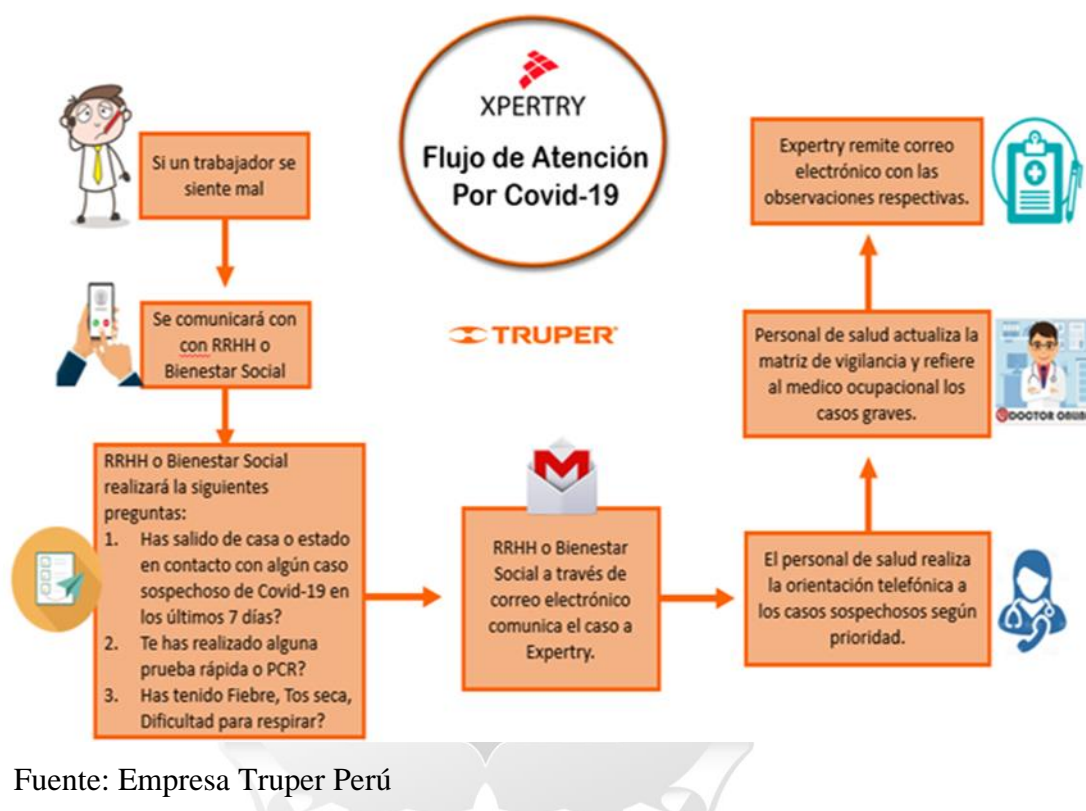 XPERTRY
Flujo de Atención
Por Covid-19
TRUPER
Si un trabajador se
siente mal
Se comunicará con
con RRHH o
Bienestar Social
RRHH o Bienestar Social
realizará la siguientes
preguntas:
1. Has salido de casa o estado
en contacto con algún caso
sospechoso de Covid-19 en
los últimos 7 días?
2. Te has realizado alguna
prueba rápida o PCR?
3. Has tenido Fiebre, Tos seca,
Dificultad para respirar?
RRHH o Bienestar
Social a través de
correo electrónico
comunica el caso a
Expertry.
El personal de salud realiza
la orientación telefónica a
los casos sospechosos según
prioridad.
Personal de salud actualiza la
matriz de vigilancia y refiere
al medico ocupacional los
casos graves.
DOCTOR ONLINE
Expertry remite correo
electrónico con las
observaciones respectivas.
Fuente: Empresa Truper Perú